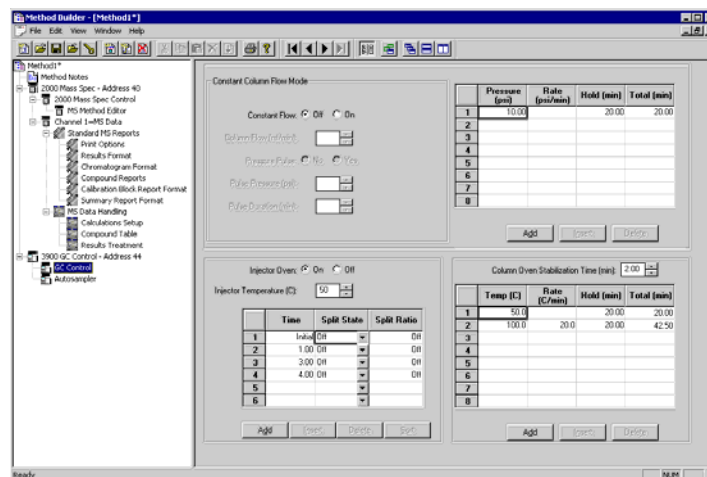 Method Builder - [Method1*]
File Edit View Window Help
Method1*
Method Notes
2000 Mass Spec - Address 40
2000 Mass Spec Control
MS Method Editor
Channel 1=MS Data
Standard MS Reports
Print Options
Results Format
Chromatogram Format
Compound Reports
Calibration Block Report Format
Summary Report Format
MS Data Handling
Calculations Setup
Compound Table
Results Treatment
3900 GC Control - Address 44
GC Control
Autosampler
Constant Column Flow Mode
Constant Flow: Off On
Column Flow (ml/min):
Pressure Pulse: No Yes
Pulse Pressure (psi):
Pulse Duration (min):
Pressure (psi) Rate (psi/min) Hold (min) Total (min)
1 10.00 20.00 20.00
2
3
4
5
6
7
8
Add Insert Delete
Injector Oven: On Off
Injector Temperature (C): 50
Time Split State Split Ratio
1 Initial Off Off
2 1.00 Off Off
3 3.00 Off Off
4 4.00 Off Off
5
6
Add Insert Delete Sort
Column Oven Stabilization Time (min): 2.00
Temp (C) Rate (C/min) Hold (min) Total (min)
1 50.0 20.00 20.00
2 100.0 20.0 20.00 42.50
3
4
5
6
7
8
Add Insert Delete
Ready
NUM